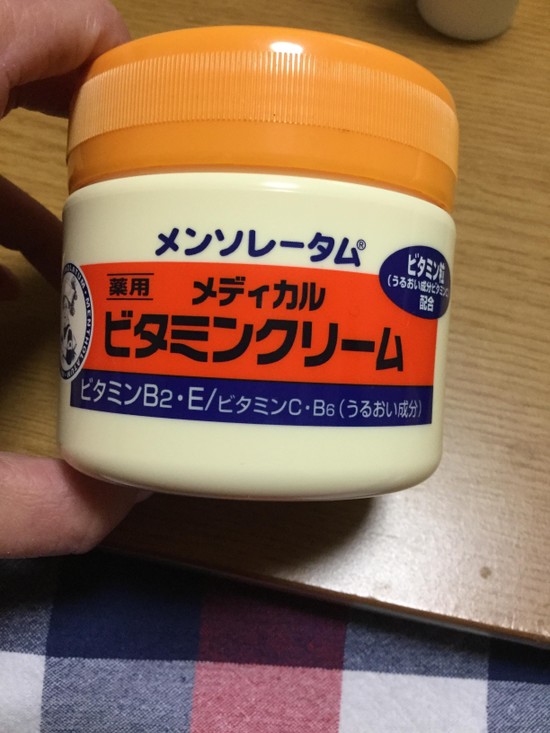 メンソレータム®
薬用
メディカル
ビタミンクリーム
ビタミン粒
(うるおい成分ビタミン
配合
ビタミンB2・E/ビタミンC・B6(うるおい成分)
MENTHOLATUM